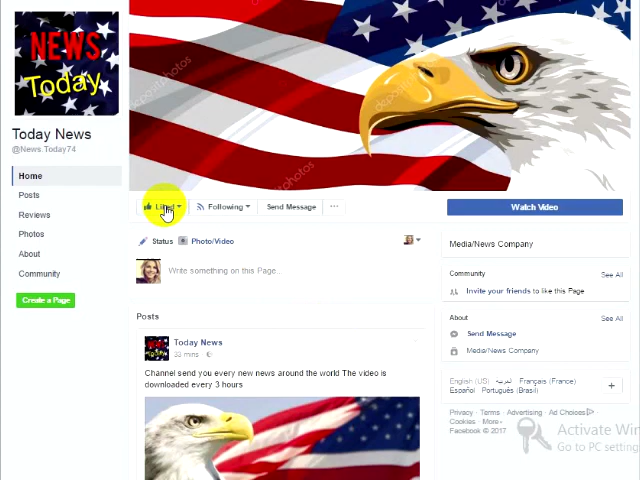 NEWS
Today
Today News
@News.Today74
Home
Posts
Reviews
Photos
About
Community
Create a Page
depositphotos
depositphotos
depositphotos
Liked
Following
Send Message
Watch Video
Status
Photo/Video
Write something on this Page..
Posts
Today News
33 mins
Channel send you every new news around the world The video is
downloaded every 3 hours
Media/News Company
Community
See All
Invite your friends to like this Page
About
See All
Send Message
Media/News Company
English (US) · العربية · Français (France) ·
Español · Português (Brasil)
Privacy · Terms · Advertising · Ad Choices ·
Cookies · More
Facebook © 2017
Activate Win
Go to PC setting